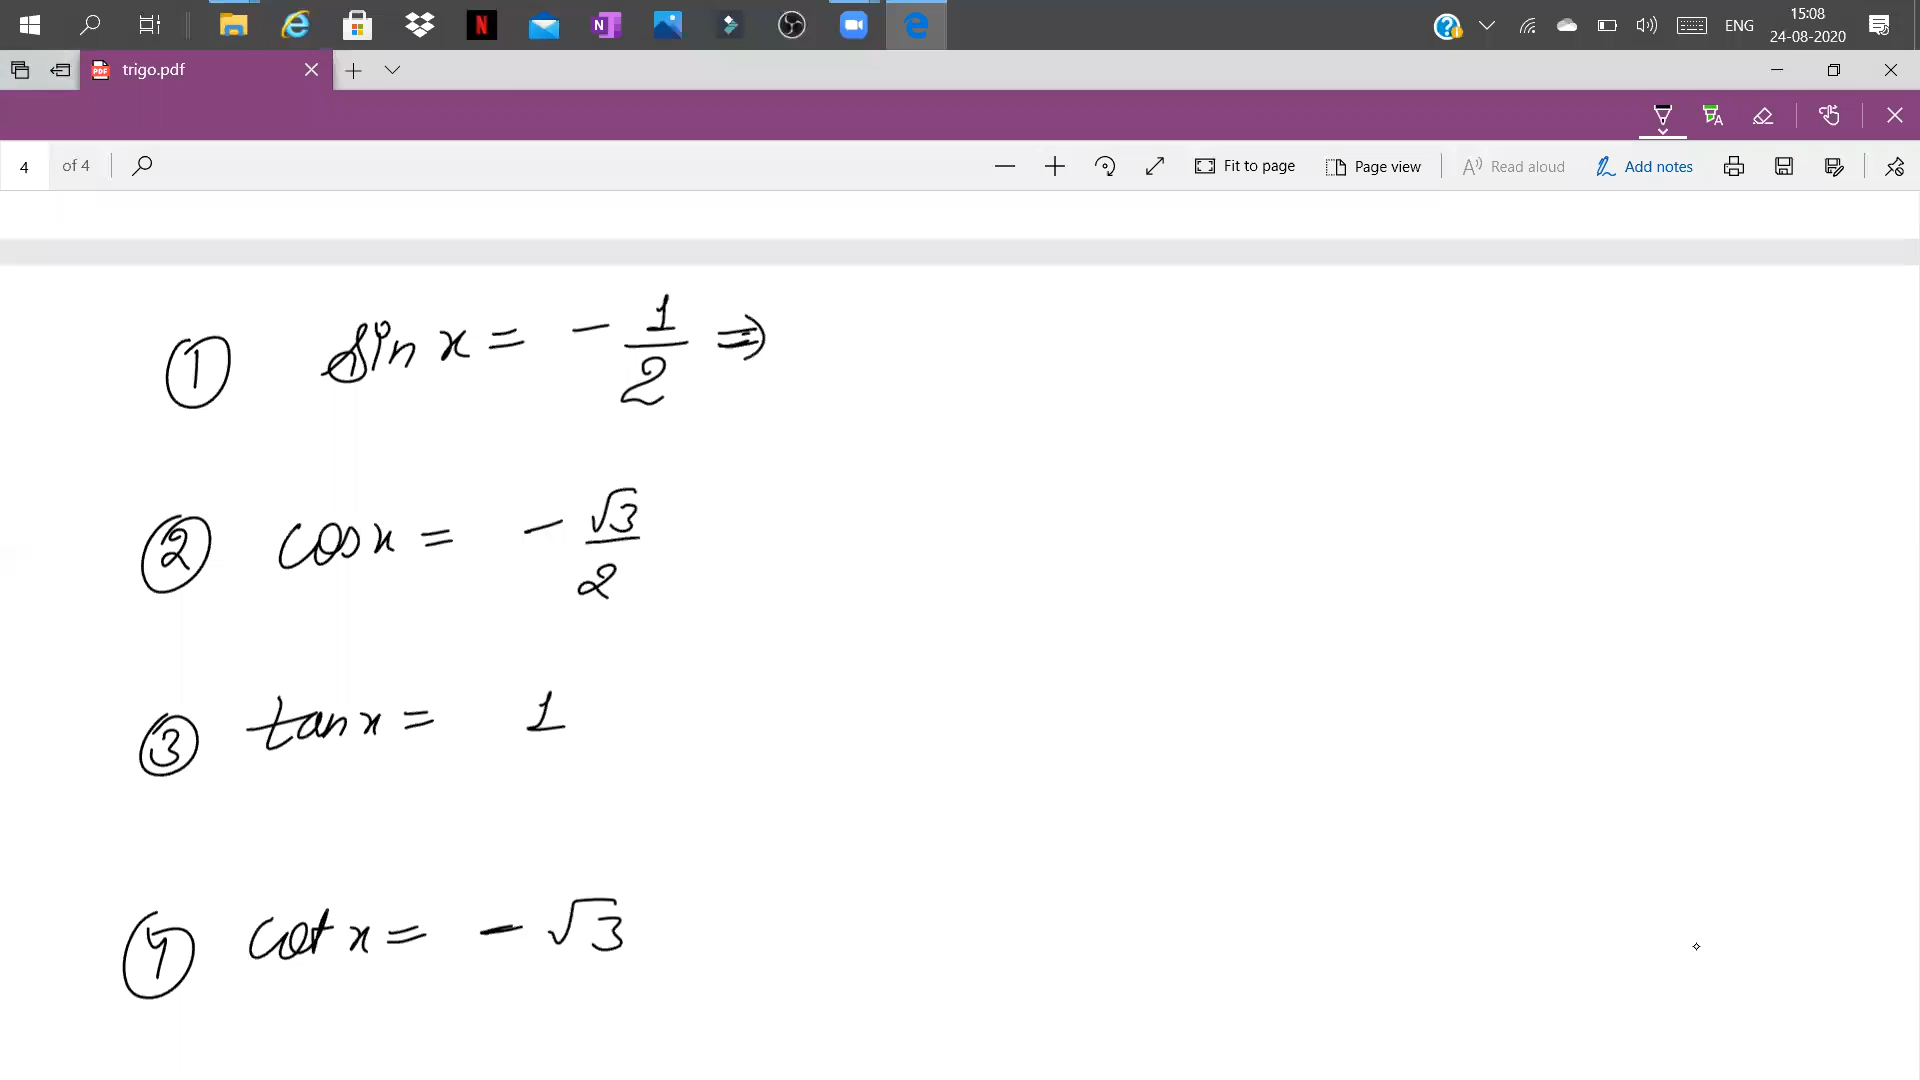 ENG
15:08
24-08-2020
trigo.pdf
4 of 4
Fit to page
Page view
Read aloud
Add notes
① sin x = - 1/2 ⇒
② cos x = - √3/2
③ tan x = 1
④ cot x = - √3